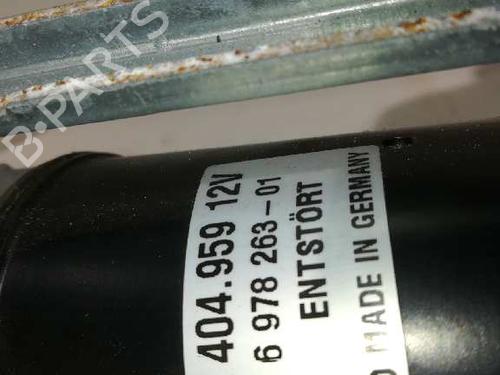 B-PARTS
404.959 12V
6 978 263-01
ENTSTÖRT
MADE IN GERMANY